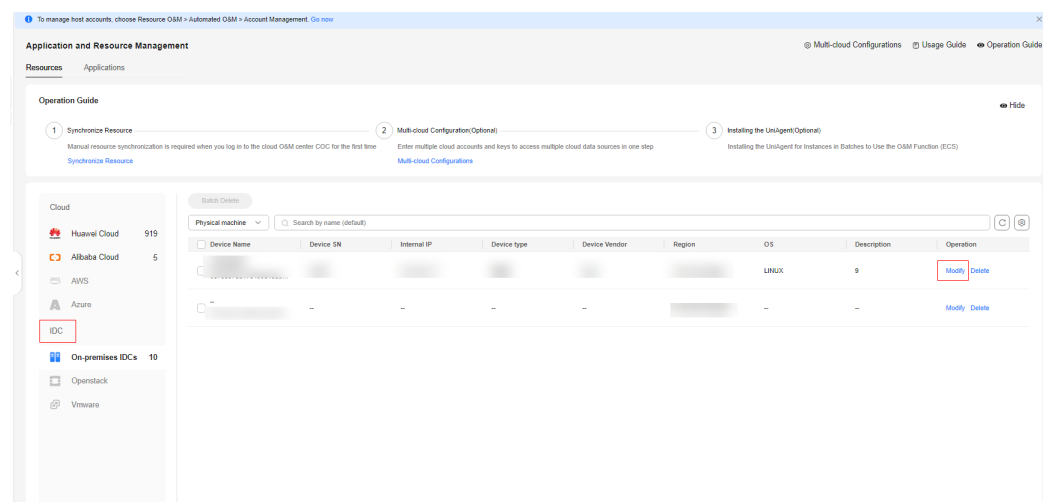 To manage host accounts, choose Resource O&M > Automated O&M > Account Management. Go now
Application and Resource Management
Multi-cloud Configurations Usage Guide Operation Guide
Resources Applications
Operation Guide
Hide
1 Synchronize Resource 2 Multi-cloud Configuration(Optional) 3 Installing the UniAgent(Optional)
Manual resource synchronization is required when you log in to the cloud O&M center COC for the first time Enter multiple cloud accounts and keys to access multiple cloud data sources in one step Installing the UniAgent for Instances in Batches to Use the O&M Function (ECS)
Synchronize Resource Multi-cloud Configurations
Batch Delete
Cloud
Physical machine Search by name (default)
Huawei Cloud 919
Device Name Device SN Internal IP Device type Device Vendor Region OS Description Operation
Alibaba Cloud 5
LINUX 9 Modify Delete
AWS
Azure
-- -- -- -- -- -- -- Modify Delete
IDC
On-premises IDCs 10
Openstack
Vmware